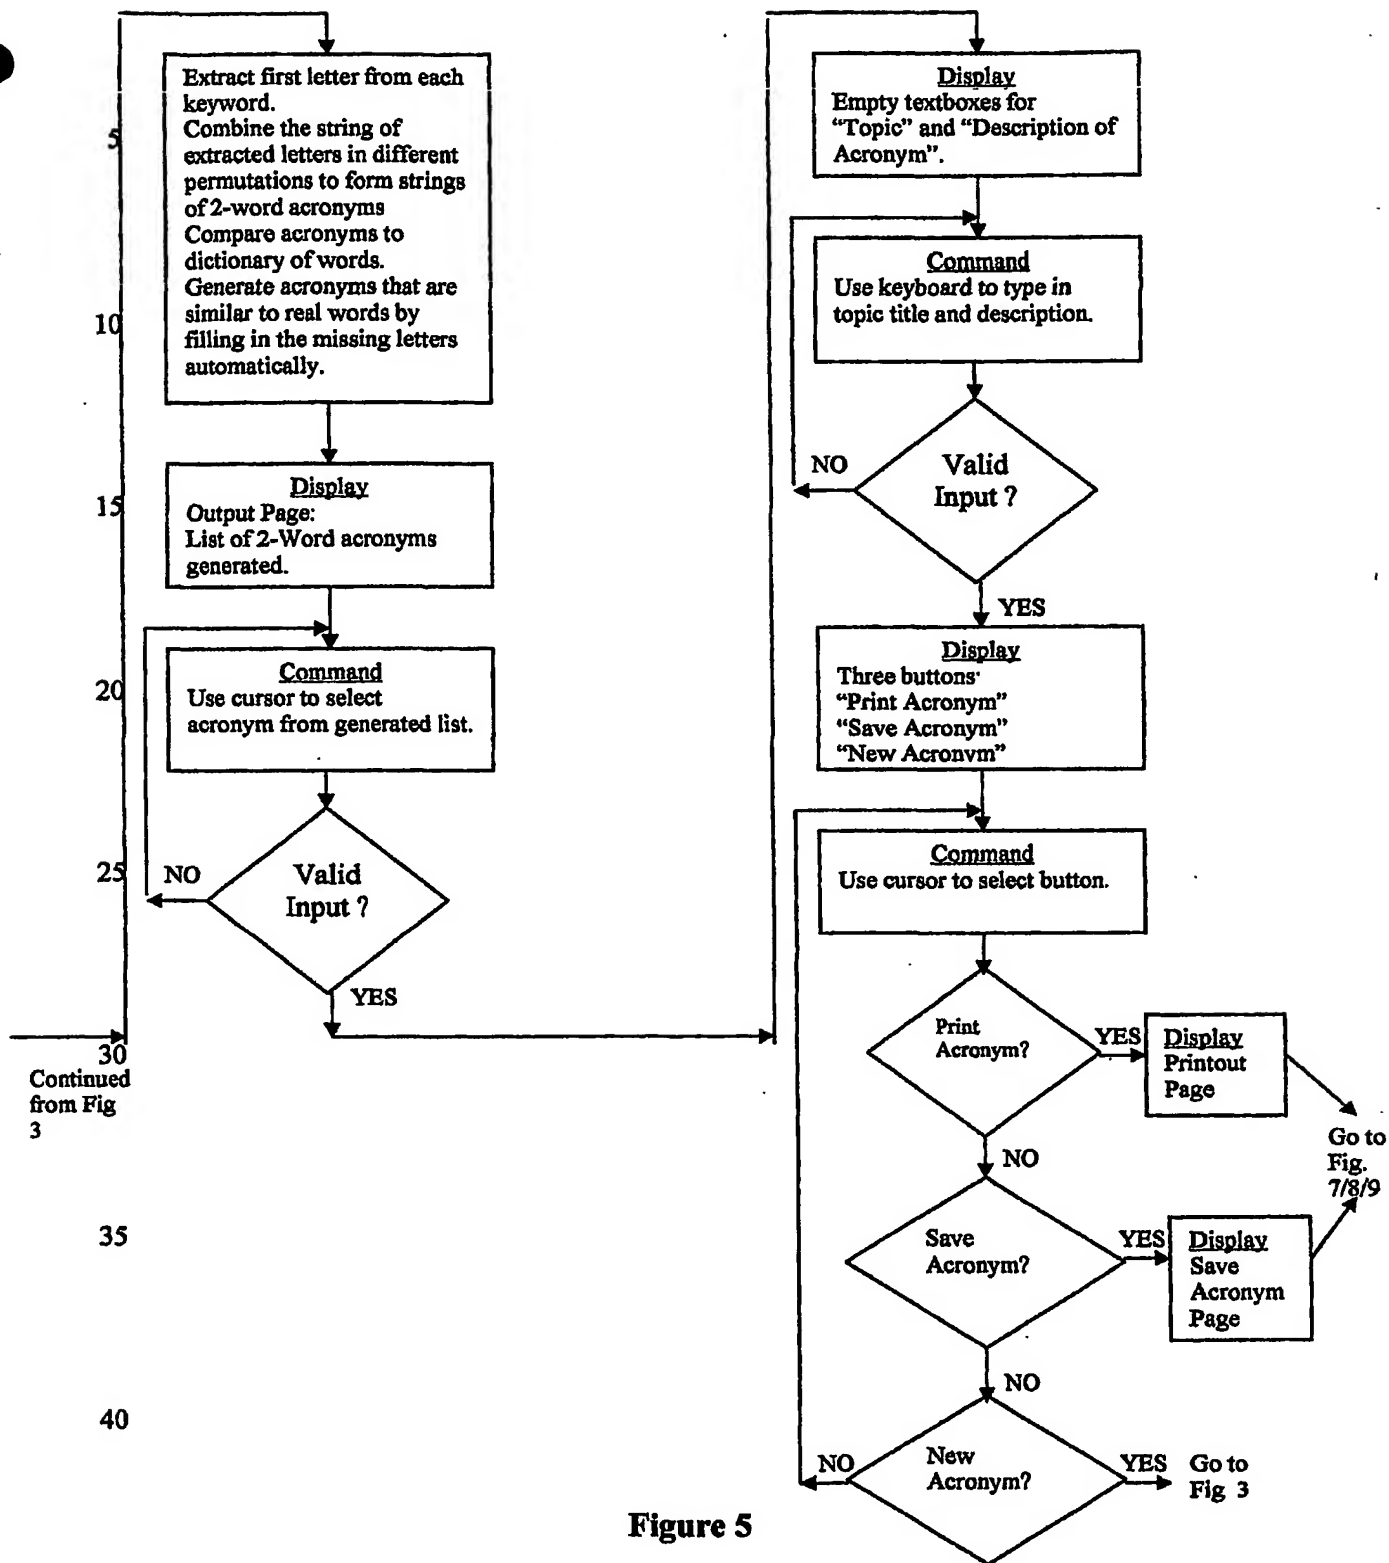 Extract first letter from each
keyword.
Combine the string of
extracted letters in different
permutations to form strings
of 2-word acronyms
Compare acronyms to
dictionary of words.
Generate acronyms that are
similar to real words by
filling in the missing letters
automatically.
Display
Output Page:
List of 2-Word acronyms
generated.
Command
Use cursor to select
acronym from generated list.
Valid
Input ?
NO
YES
5
10
15
20
25
30
Continued
from Fig
3
35
40
Display
Empty textboxes for
“Topic” and “Description of
Acronym”.
Command
Use keyboard to type in
topic title and description.
Valid
Input ?
NO
YES
Display
Three buttons:
“Print Acronym”
“Save Acronym”
“New Acronym”
Command
Use cursor to select button.
Print
Acronym?
YES
Display
Printout
Page
NO
Go to
Fig.
7/8/9
Save
Acronym?
YES
Display
Save
Acronym
Page
NO
New
Acronym?
NO
YES
Go to
Fig 3
Figure 5